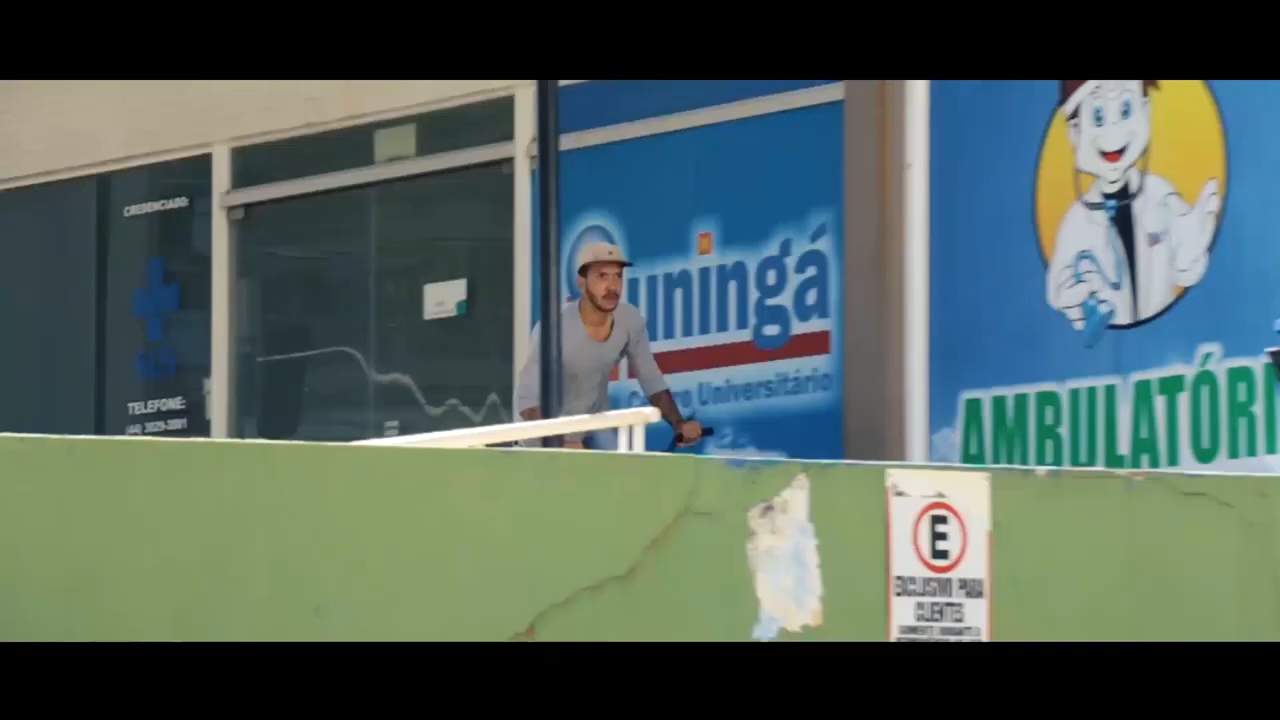 CREDENCIADO:
TELEFONE:
uningá
Centro Universitário
AMBULATÓRI
E
EXCLUSIVO PARA
CLIENTES